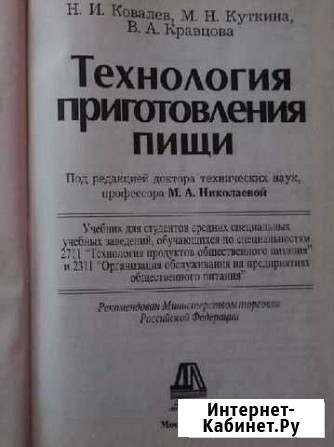 Н. И. Ковалев, М. Н. Куткина,
В. А. Кравцова
Технология
приготовления
пищи
Под редакцией доктора технических наук,
профессора М. А. Николаевой
Учебник для студентов средних специальных
учебных заведений, обучающихся по специальностям
2711 "Технология продуктов общественного питания"
и 2311 "Организация обслуживания на предприятиях
общественного питания"
Рекомендован Министерством торговли
Российской Федерации
Интернет-
Кабинет.Ру